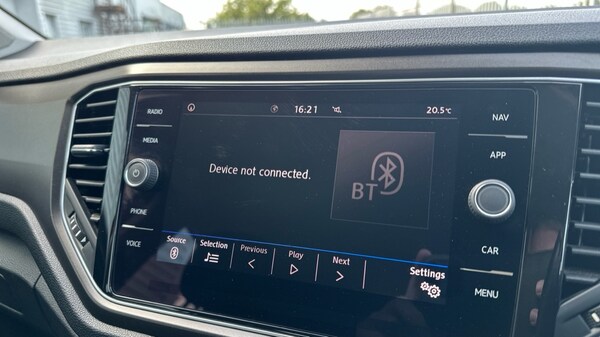 RADIO
MEDIA
PHONE
VOICE
16:21
20.5°C
Device not connected.
BT
Source
Selection
Previous
Play
Next
Settings
NAV
APP
CAR
MENU